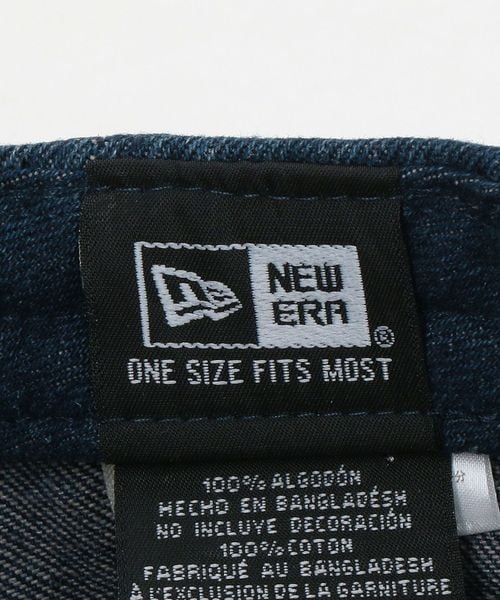 NEW
ERA
®
ONE SIZE FITS MOST
100% ALGODÓN
HECHO EN BANGLADÉSH
NO INCLUYE DECORACIÓN
100% COTON
FABRIQUÉ AU BANGLADESH
À L'EXCLUSION DE LA GARNITURE